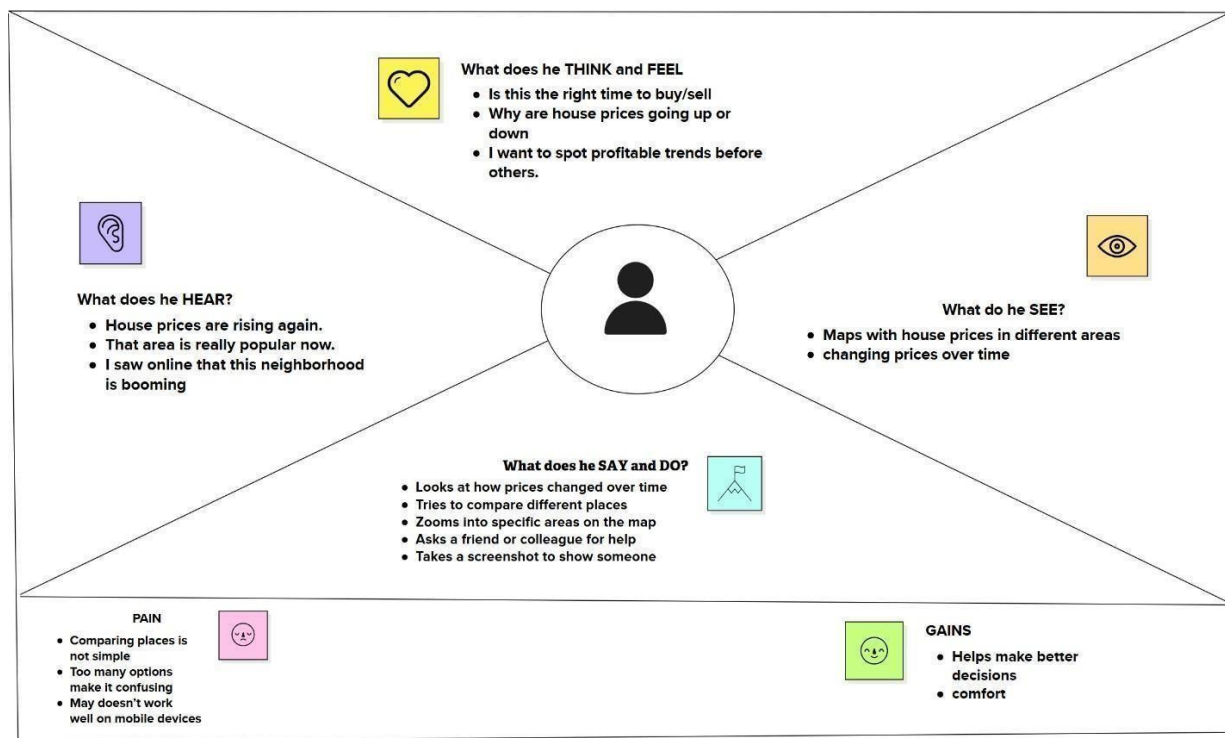 What does he THINK and FEEL
• Is this the right time to buy/sell
• Why are house prices going up or
down
• I want to spot profitable trends before
others.
What does he HEAR?
• House prices are rising again.
• That area is really popular now.
• I saw online that this neighborhood
is booming
What do he SEE?
• Maps with house prices in different areas
• changing prices over time
What does he SAY and DO?
• Looks at how prices changed over time
• Tries to compare different places
• Zooms into specific areas on the map
• Asks a friend or colleague for help
• Takes a screenshot to show someone
PAIN
• Comparing places is
not simple
• Too many options
make it confusing
• May doesn't work
well on mobile devices
GAINS
• Helps make better
decisions
• comfort